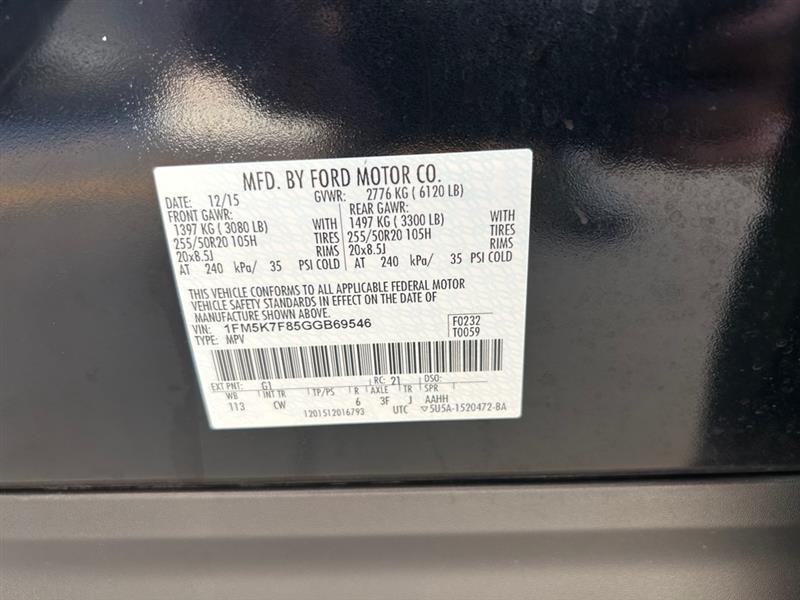 MFD. BY FORD MOTOR CO.
DATE: 12/15 GVWR: 2776 KG ( 6120 LB)
FRONT GAWR: REAR GAWR:
1397 KG ( 3080 LB) WITH 1497 KG ( 3300 LB) WITH
255/50R20 105H TIRES 255/50R20 105H TIRES
20x8.5J RIMS 20x8.5J RIMS
AT 240 kPa/ 35 PSI COLD AT 240 kPa/ 35 PSI COLD
THIS VEHICLE CONFORMS TO ALL APPLICABLE FEDERAL MOTOR
VEHICLE SAFETY STANDARDS IN EFFECT ON THE DATE OF
MANUFACTURE SHOWN ABOVE.
VIN: 1FM5K7F85GGB69546 F0232
TYPE: MPV T0059
EXT PNT: G1 RC: 21 DSO:
WB INT TR TP/PS R AXLE TR SPR
113 CW 6 3F J AAHH
1201512016793 UTC ▽5U5A-1520472-BA